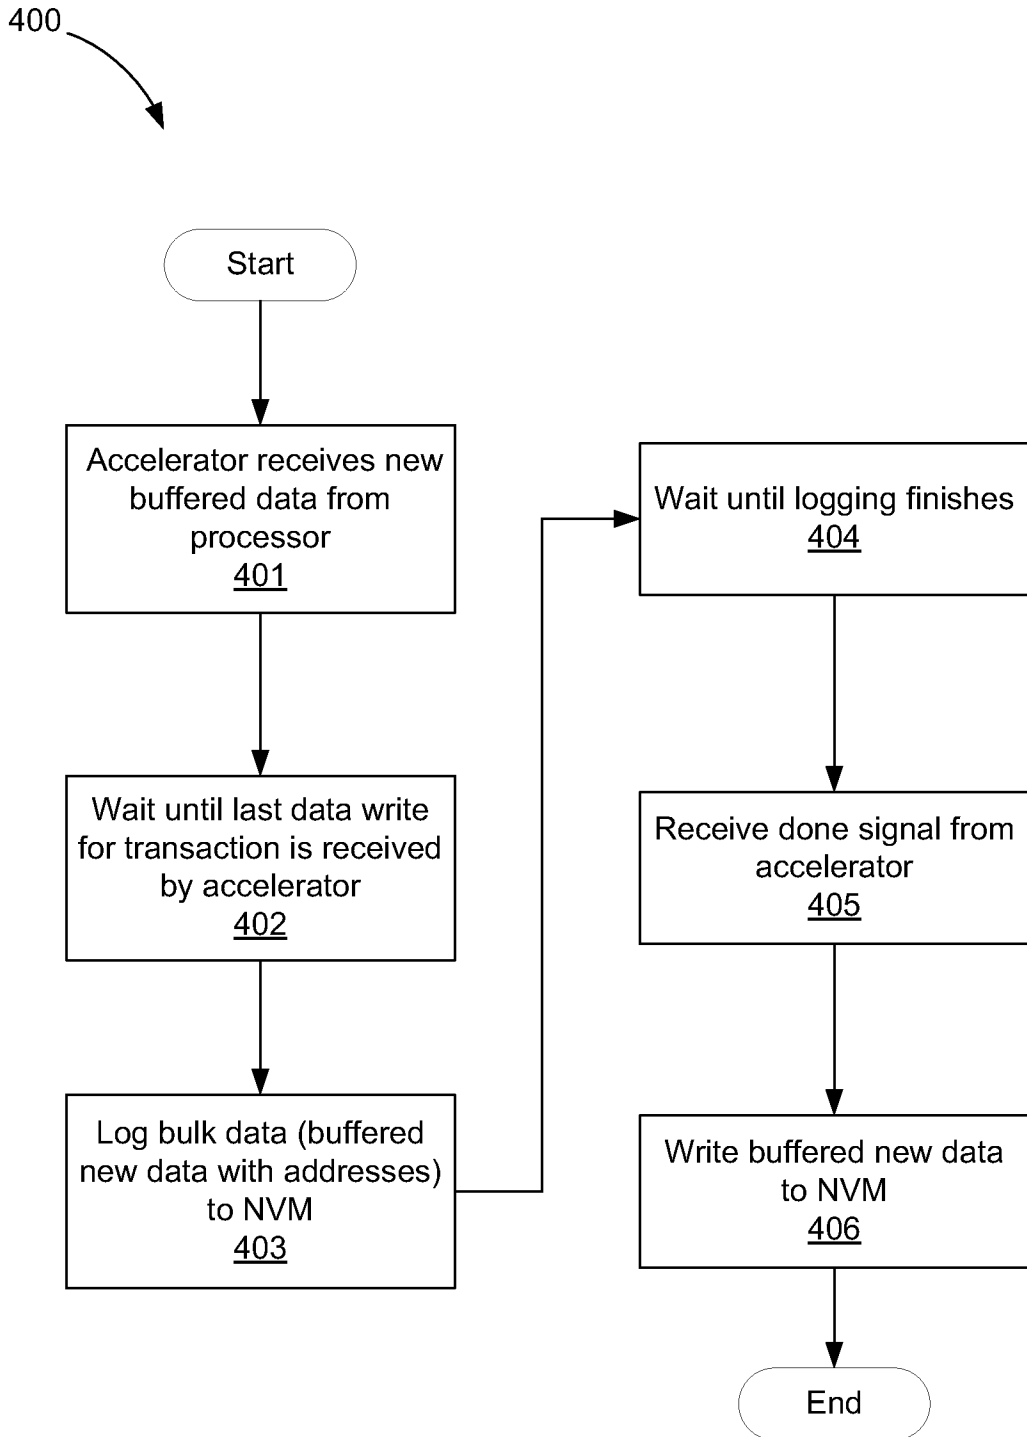 400
Start
Accelerator receives new
buffered data from
processor
401
Wait until last data write
for transaction is received
by accelerator
402
Log bulk data (buffered
new data with addresses)
to NVM
403
Wait until logging finishes
404
Receive done signal from
accelerator
405
Write buffered new data
to NVM
406
End